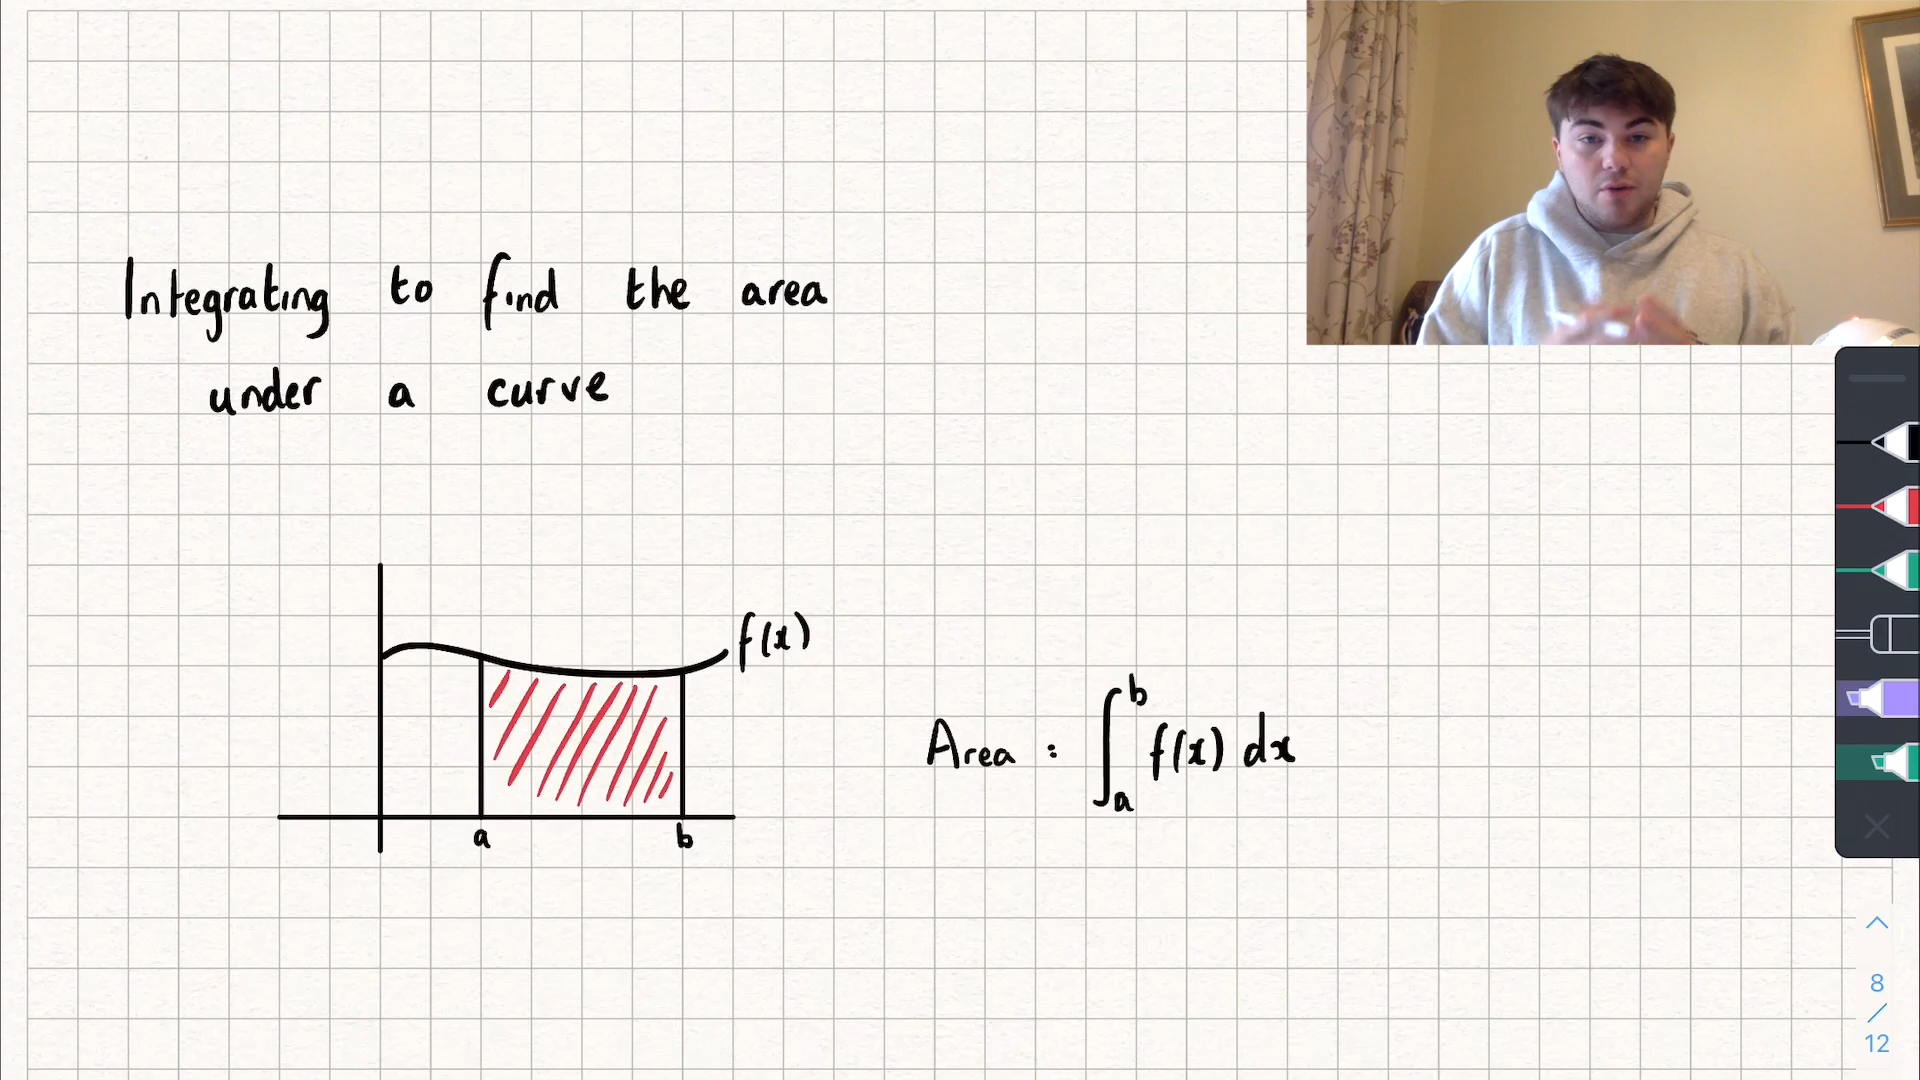 Integrating to find the area
under a curve
f(x)
a b
Area : ∫ₐᵇ f(x) dx
8
/
12